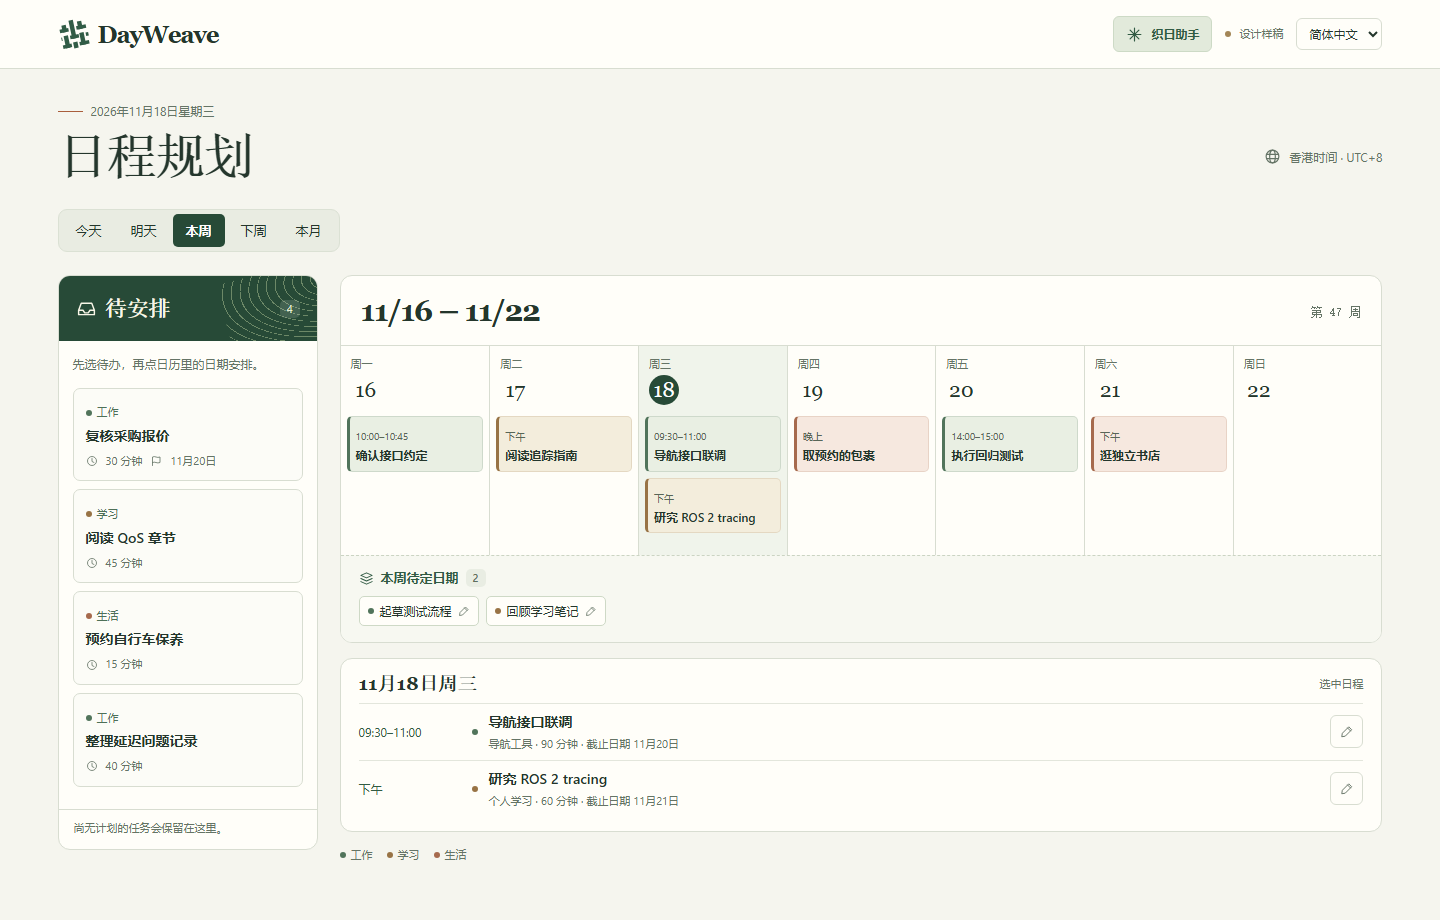 DayWeave
织日助手
设计样稿
简体中文
2026年11月18日星期三
日程规划
香港时间 · UTC+8
今天
明天
本周
下周
本月
待安排
4
先选待办，再点日历里的日期安排。
工作
复核采购报价
30 分钟 11月20日
学习
阅读 QoS 章节
45 分钟
生活
预约自行车保养
15 分钟
工作
整理延迟问题记录
40 分钟
尚无计划的任务会保留在这里。
11/16 – 11/22
第 47 周
周一
16
10:00–10:45
确认接口约定
周二
17
下午
阅读追踪指南
周三
18
09:30–11:00
导航接口联调
下午
研究 ROS 2 tracing
周四
19
晚上
取预约的包裹
周五
20
14:00–15:00
执行回归测试
周六
21
下午
逛独立书店
周日
22
本周待定日期 2
起草测试流程
回顾学习笔记
11月18日周三
选中日程
09:30–11:00
导航接口联调
导航工具 · 90 分钟 · 截止日期 11月20日
下午
研究 ROS 2 tracing
个人学习 · 60 分钟 · 截止日期 11月21日
工作
学习
生活